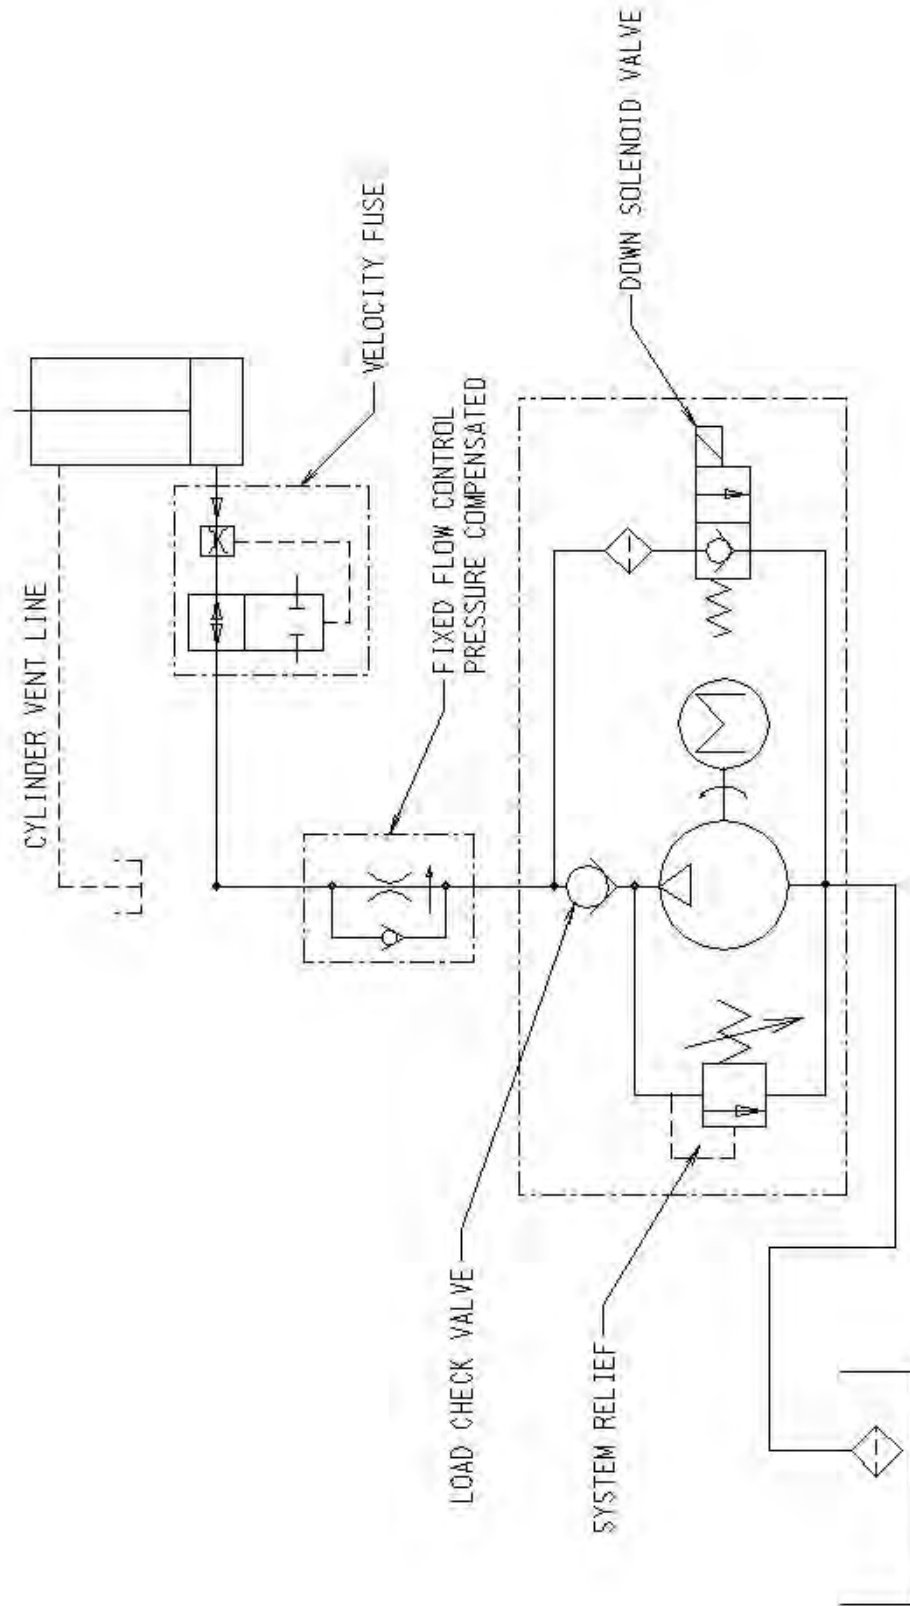 CYLINDER VENT LINE
VELOCITY FUSE
FIXED FLOW CONTROL
PRESSURE COMPENSATED
DOWN SOLENOID VALVE
LOAD CHECK VALVE
SYSTEM RELIEF